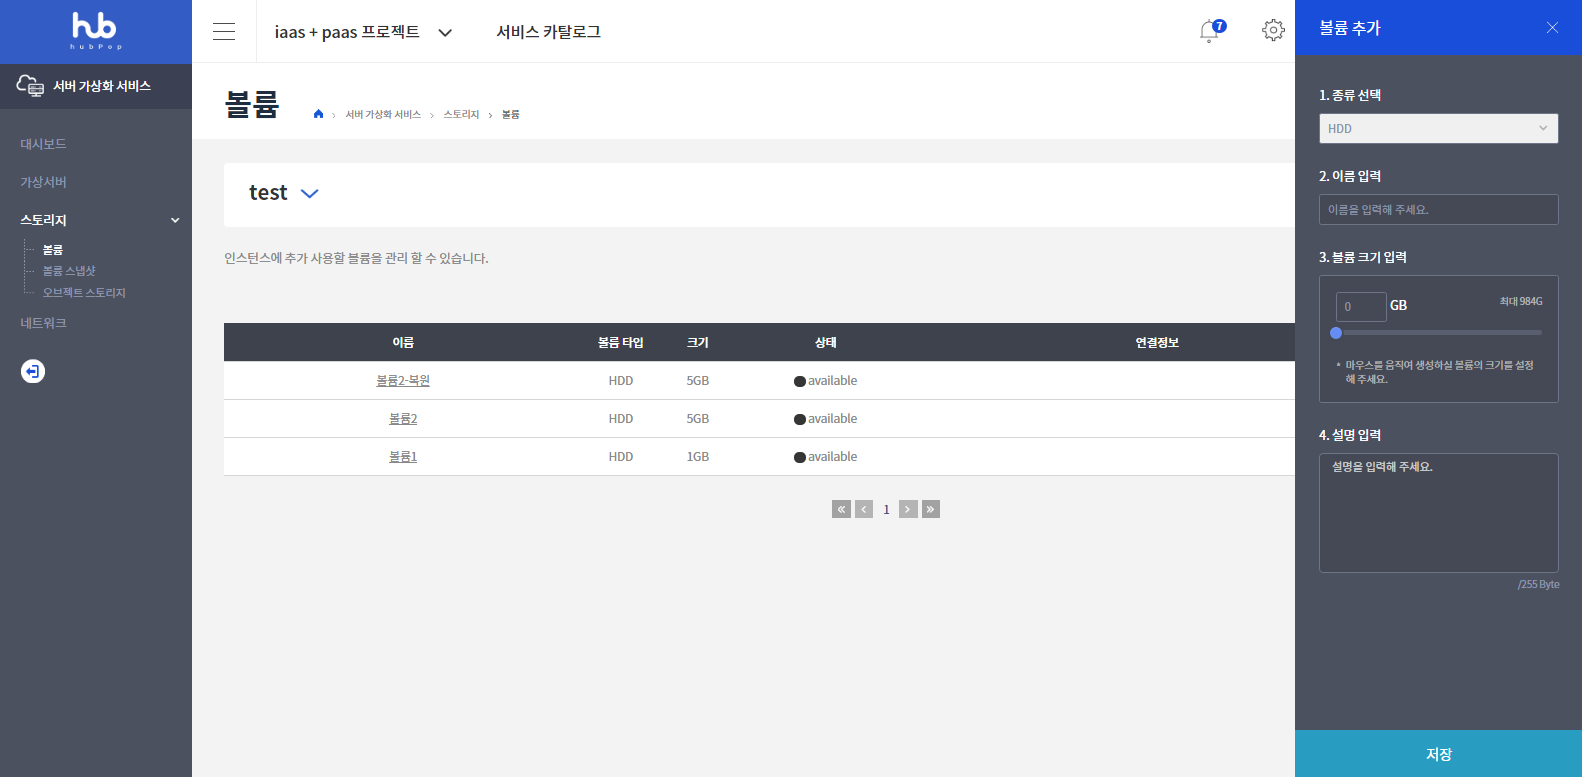 hub
hubPop
서버 가상화 서비스
대시보드
가상서버
스토리지
볼륨
볼륨 스냅샷
오브젝트 스토리지
네트워크
iaas + paas 프로젝트
서비스 카탈로그
7
볼륨
서버 가상화 서비스 > 스토리지 > 볼륨
test
인스턴스에 추가 사용할 볼륨을 관리 할 수 있습니다.
이름 볼륨 타입 크기 상태 연결정보
볼륨2-복원 HDD 5GB available
볼륨2 HDD 5GB available
볼륨1 HDD 1GB available
« < 1 > »
볼륨 추가
1. 종류 선택
HDD
2. 이름 입력
이름을 입력해 주세요.
3. 볼륨 크기 입력
0 GB 최대 984G
* 마우스를 움직여 생성하실 볼륨의 크기를 설정
해 주세요.
4. 설명 입력
설명을 입력해 주세요.
/255 Byte
저장